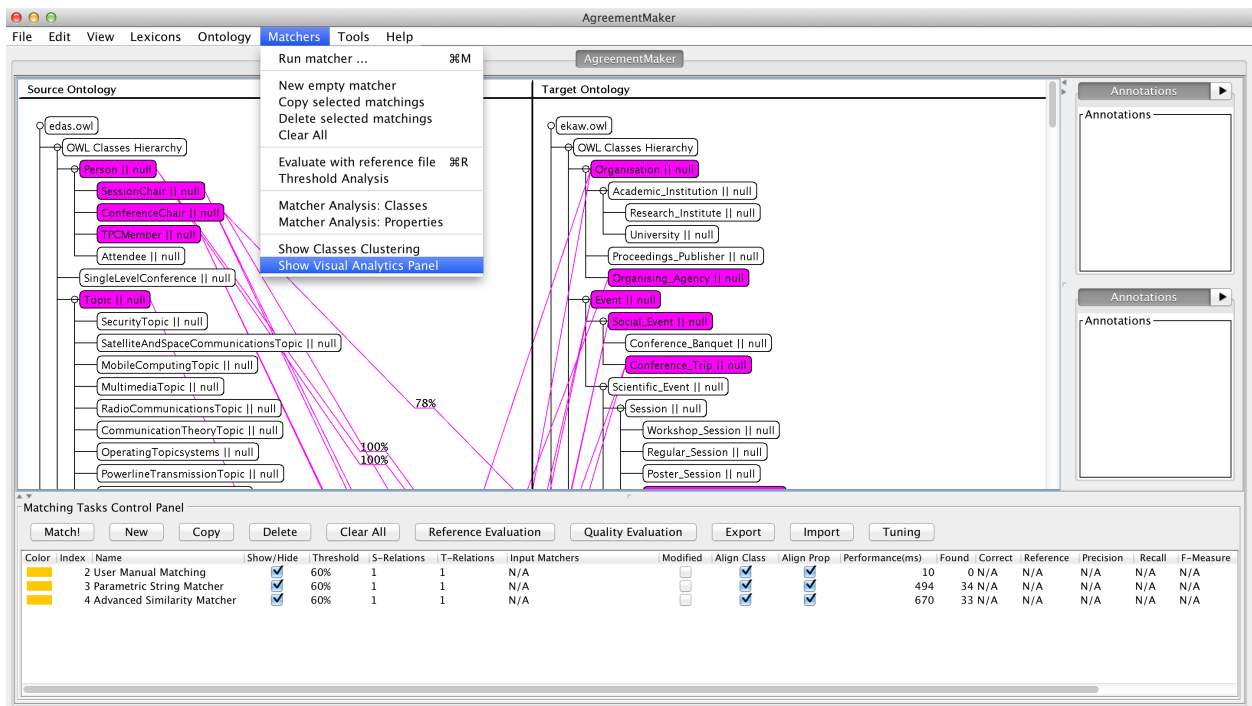 AgreementMaker
File Edit View Lexicons Ontology Matchers Tools Help
AgreementMaker
Run matcher ... ⌘M
New empty matcher
Copy selected matchings
Delete selected matchings
Clear All
Evaluate with reference file ⌘R
Threshold Analysis
Matcher Analysis: Classes
Matcher Analysis: Properties
Show Classes Clustering
Show Visual Analytics Panel
Source Ontology
edas.owl
OWL Classes Hierarchy
Person || null
SessionChair || null
ConferenceChair || null
TPCMember || null
Attendee || null
SingleLevelConference || null
Topic || null
SecurityTopic || null
SatelliteAndSpaceCommunicationsTopic || null
MobileComputingTopic || null
MultimediaTopic || null
RadioCommunicationsTopic || null
CommunicationTheoryTopic || null
OperatingTopicsystems || null
PowerlineTransmissionTopic || null
78%
100%
100%
Target Ontology
ekaw.owl
OWL Classes Hierarchy
Organisation || null
Academic_Institution || null
Research_Institute || null
University || null
Proceedings_Publisher || null
Organising_Agency || null
Event || null
Social_Event || null
Conference_Banquet || null
Conference_Trip || null
Scientific_Event || null
Session || null
Workshop_Session || null
Regular_Session || null
Poster_Session || null
Annotations
Annotations
Annotations
Annotations
Matching Tasks Control Panel
Match! New Copy Delete Clear All Reference Evaluation Quality Evaluation Export Import Tuning
Color Index Name Show/Hide Threshold S-Relations T-Relations Input Matchers Modified Align Class Align Prop Performance(ms) Found Correct Reference Precision Recall F-Measure
2 User Manual Matching 60% 1 1 N/A 10 0 N/A N/A N/A N/A N/A
3 Parametric String Matcher 60% 1 1 N/A 494 34 N/A N/A N/A N/A N/A
4 Advanced Similarity Matcher 60% 1 1 N/A 670 33 N/A N/A N/A N/A N/A